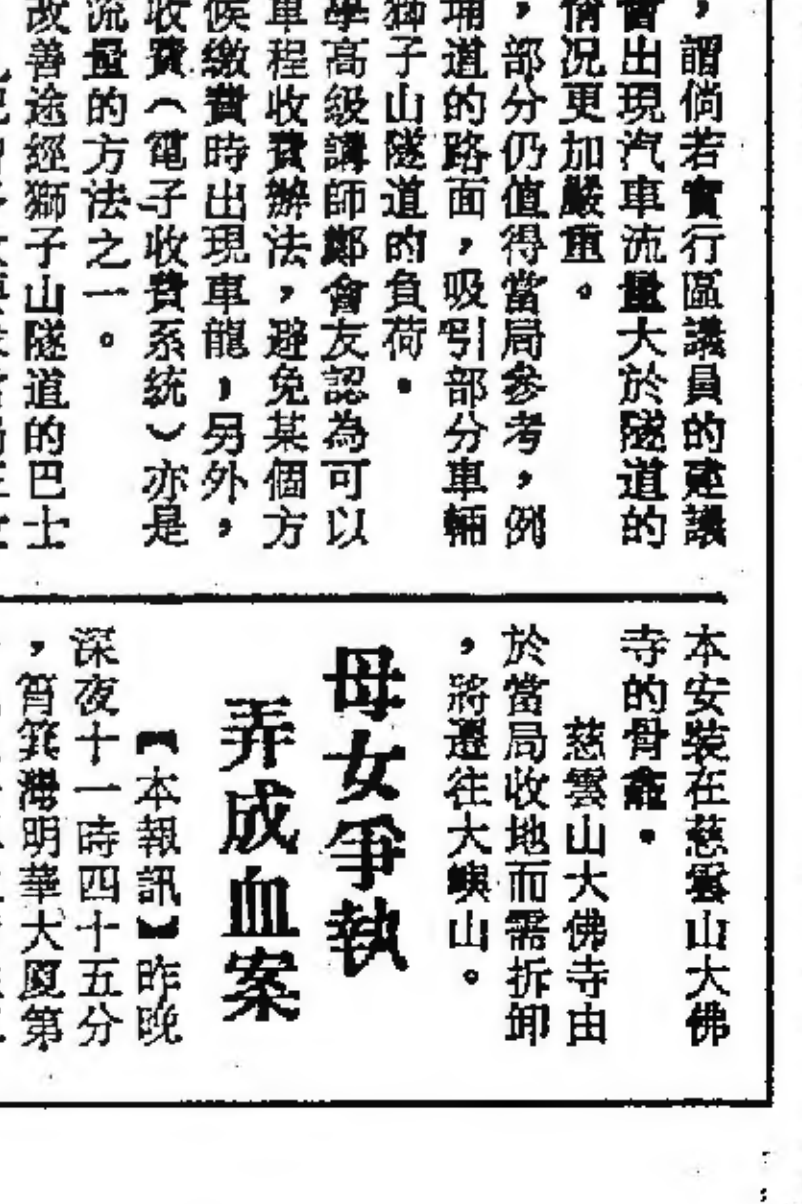 ，謂倘若實行區議員的建議
會出現汽車流量大於隧道的
情況更加嚴重。
，部分仍值得當局參考，例
埔道的路面，吸引部分車輛
獅子山隧道的負荷。
學高級講師鄭會友認為可以
單程收費辦法，避免某個方
候繳費時出現車龍，另外，
收費（電子收費系統）亦是
流量的方法之一。
改善途經獅子山隧道的巴士
本安裝在慈雲山大佛
寺的骨龕。
慈雲山大佛寺由
於當局收地而需拆卸
，將遷往大嶼山。
母女爭執
弄成血案
【本報訊】昨晚
深夜十一時四十五分
，筲箕灣明華大厦第